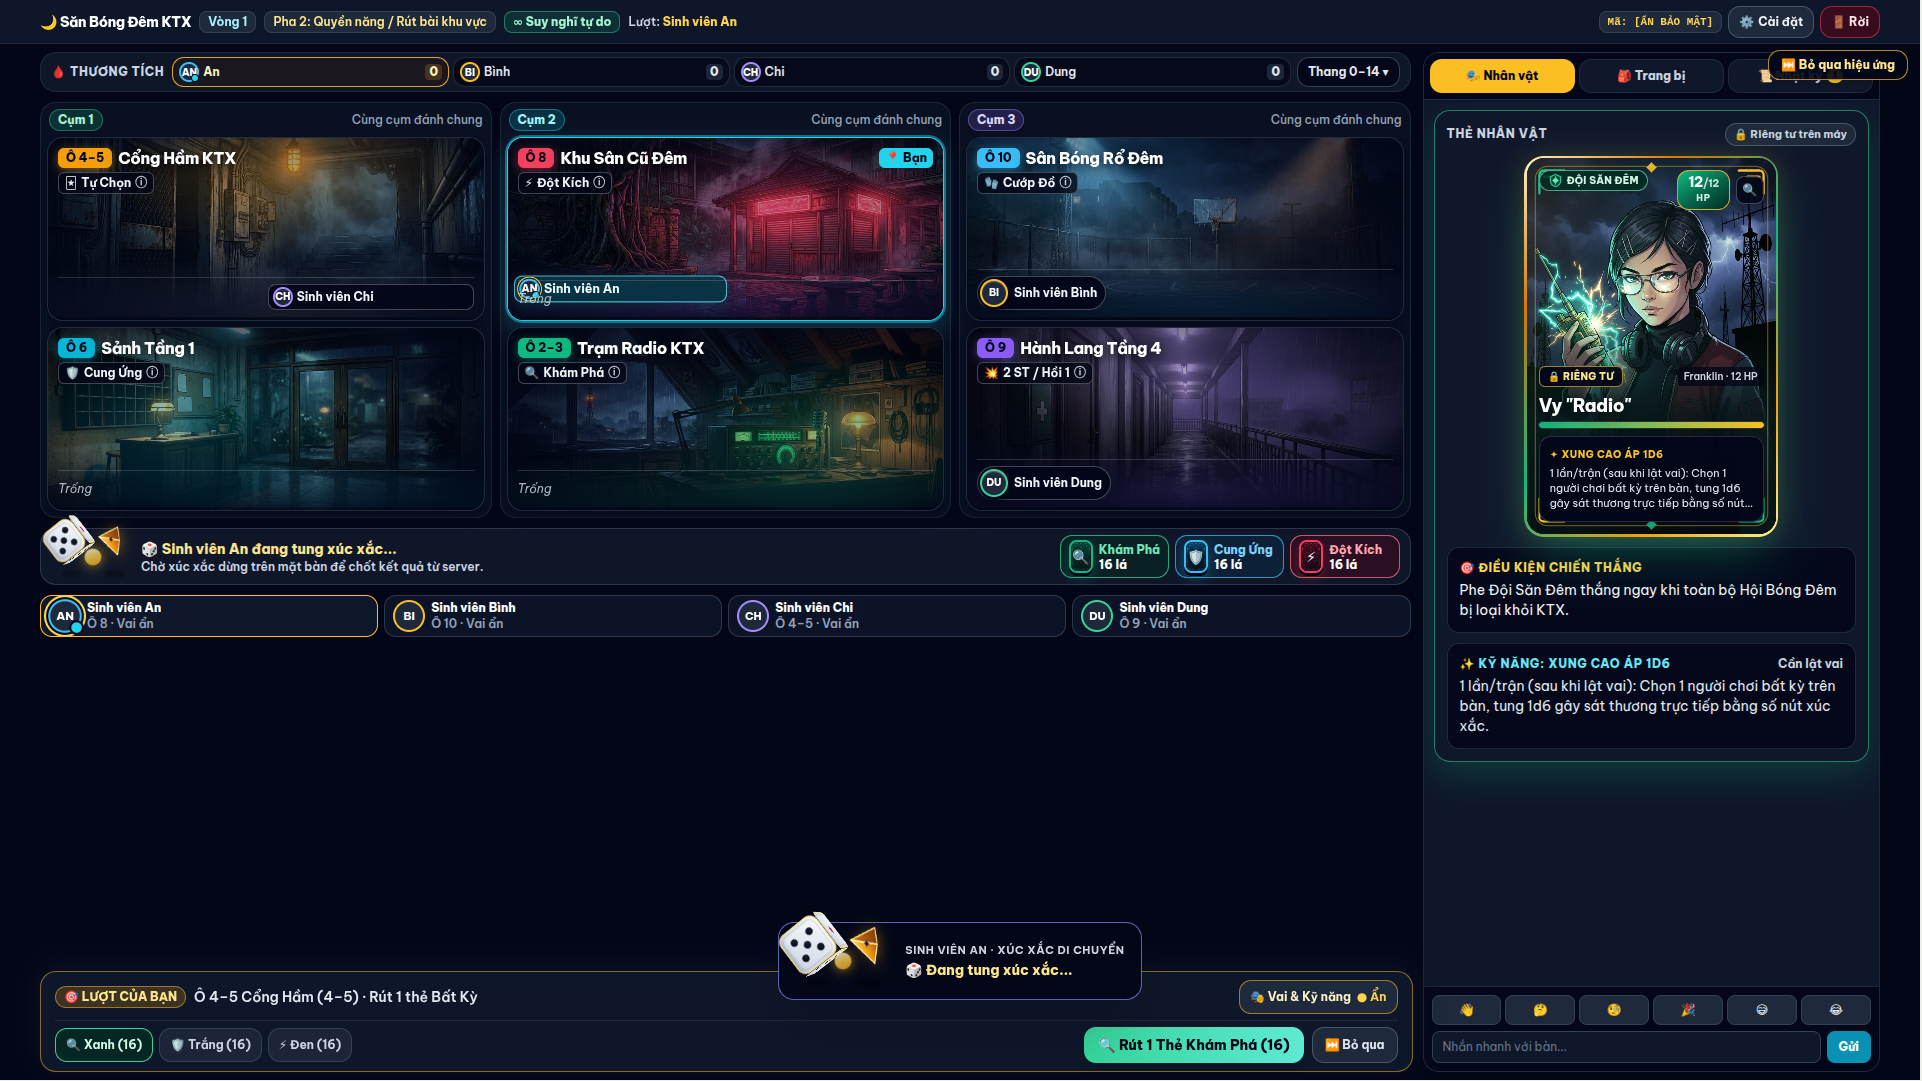 🌙 Săn Bóng Đêm KTX
Vòng 1
Pha 2: Quyền năng / Rút bài khu vực
∞ Suy nghĩ tự do
Lượt: Sinh viên An
Mã: [ẨN BẢO MẬT]
⚙️ Cài đặt
🚪 Rời
🩸 THƯƠNG TÍCH
AN An 0
BI Bình 0
CH Chi 0
DU Dung 0
Thang 0–14 ▾
🎭 Nhân vật
🎒 Trang bị
⏩ Bỏ qua hiệu ứng
Cụm 1
Cùng cụm đánh chung
Ô 4–5 Cổng Hầm KTX
🃏 Tự Chọn ⓘ
CH Sinh viên Chi
Ô 6 Sảnh Tầng 1
🛡️ Cung Ứng ⓘ
Trống
Cụm 2
Cùng cụm đánh chung
Ô 8 Khu Sân Cũ Đêm
📍 Bạn
⚡ Đột Kích ⓘ
AN Sinh viên An
Trống
Ô 2–3 Trạm Radio KTX
🔍 Khám Phá ⓘ
Trống
Cụm 3
Cùng cụm đánh chung
Ô 10 Sân Bóng Rổ Đêm
🧤 Cướp Đồ ⓘ
BI Sinh viên Bình
Ô 9 Hành Lang Tầng 4
💥 2 ST / Hồi 1 ⓘ
DU Sinh viên Dung
🎲 Sinh viên An đang tung xúc xắc...
Chờ xúc xắc dừng trên mặt bàn để chốt kết quả từ server.
🔍 Khám Phá
16 lá
🛡️ Cung Ứng
16 lá
⚡ Đột Kích
16 lá
AN Sinh viên An
Ô 8 · Vai ẩn
BI Sinh viên Bình
Ô 10 · Vai ẩn
CH Sinh viên Chi
Ô 4–5 · Vai ẩn
DU Sinh viên Dung
Ô 9 · Vai ẩn
THẺ NHÂN VẬT
🔒 Riêng tư trên máy
ĐỘI SĂN ĐÊM
12/12
HP
🔍
🔒 RIÊNG TƯ
Franklin · 12 HP
Vy "Radio"
✦ XUNG CAO ÁP 1D6
1 lần/trận (sau khi lật vai): Chọn 1
người chơi bất kỳ trên bàn, tung 1d6
gây sát thương trực tiếp bằng số nút...
🎯 ĐIỀU KIỆN CHIẾN THẮNG
Phe Đội Săn Đêm thắng ngay khi toàn bộ Hội Bóng Đêm
bị loại khỏi KTX.
✨ KỸ NĂNG: XUNG CAO ÁP 1D6
Cần lật vai
1 lần/trận (sau khi lật vai): Chọn 1 người chơi bất kỳ trên
bàn, tung 1d6 gây sát thương trực tiếp bằng số nút xúc
xắc.
SINH VIÊN AN · XÚC XẮC DI CHUYỂN
🎲 Đang tung xúc xắc...
🎯 LƯỢT CỦA BẠN
Ô 4–5 Cổng Hầm (4–5) · Rút 1 thẻ Bất Kỳ
🎭 Vai & Kỹ năng ● Ẩn
🔍 Xanh (16)
🛡️ Trắng (16)
⚡ Đen (16)
🔍 Rút 1 Thẻ Khám Phá (16)
⏩ Bỏ qua
Nhắn nhanh với bàn...
Gửi